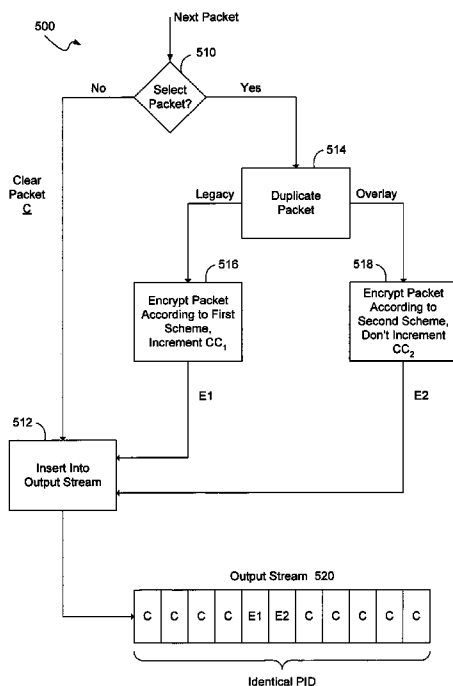 500
Next Packet
510
Select
Packet?
No
Yes
514
Duplicate
Packet
Clear
Packet
C
Legacy
Overlay
516
Encrypt Packet
According to First
Scheme,
Increment CC1
518
Encrypt Packet
According to
Second Scheme,
Don't Increment
CC2
E1
E2
512
Insert Into
Output Stream
Output Stream 520
C C C C E1 E2 C C C C C
Identical PID